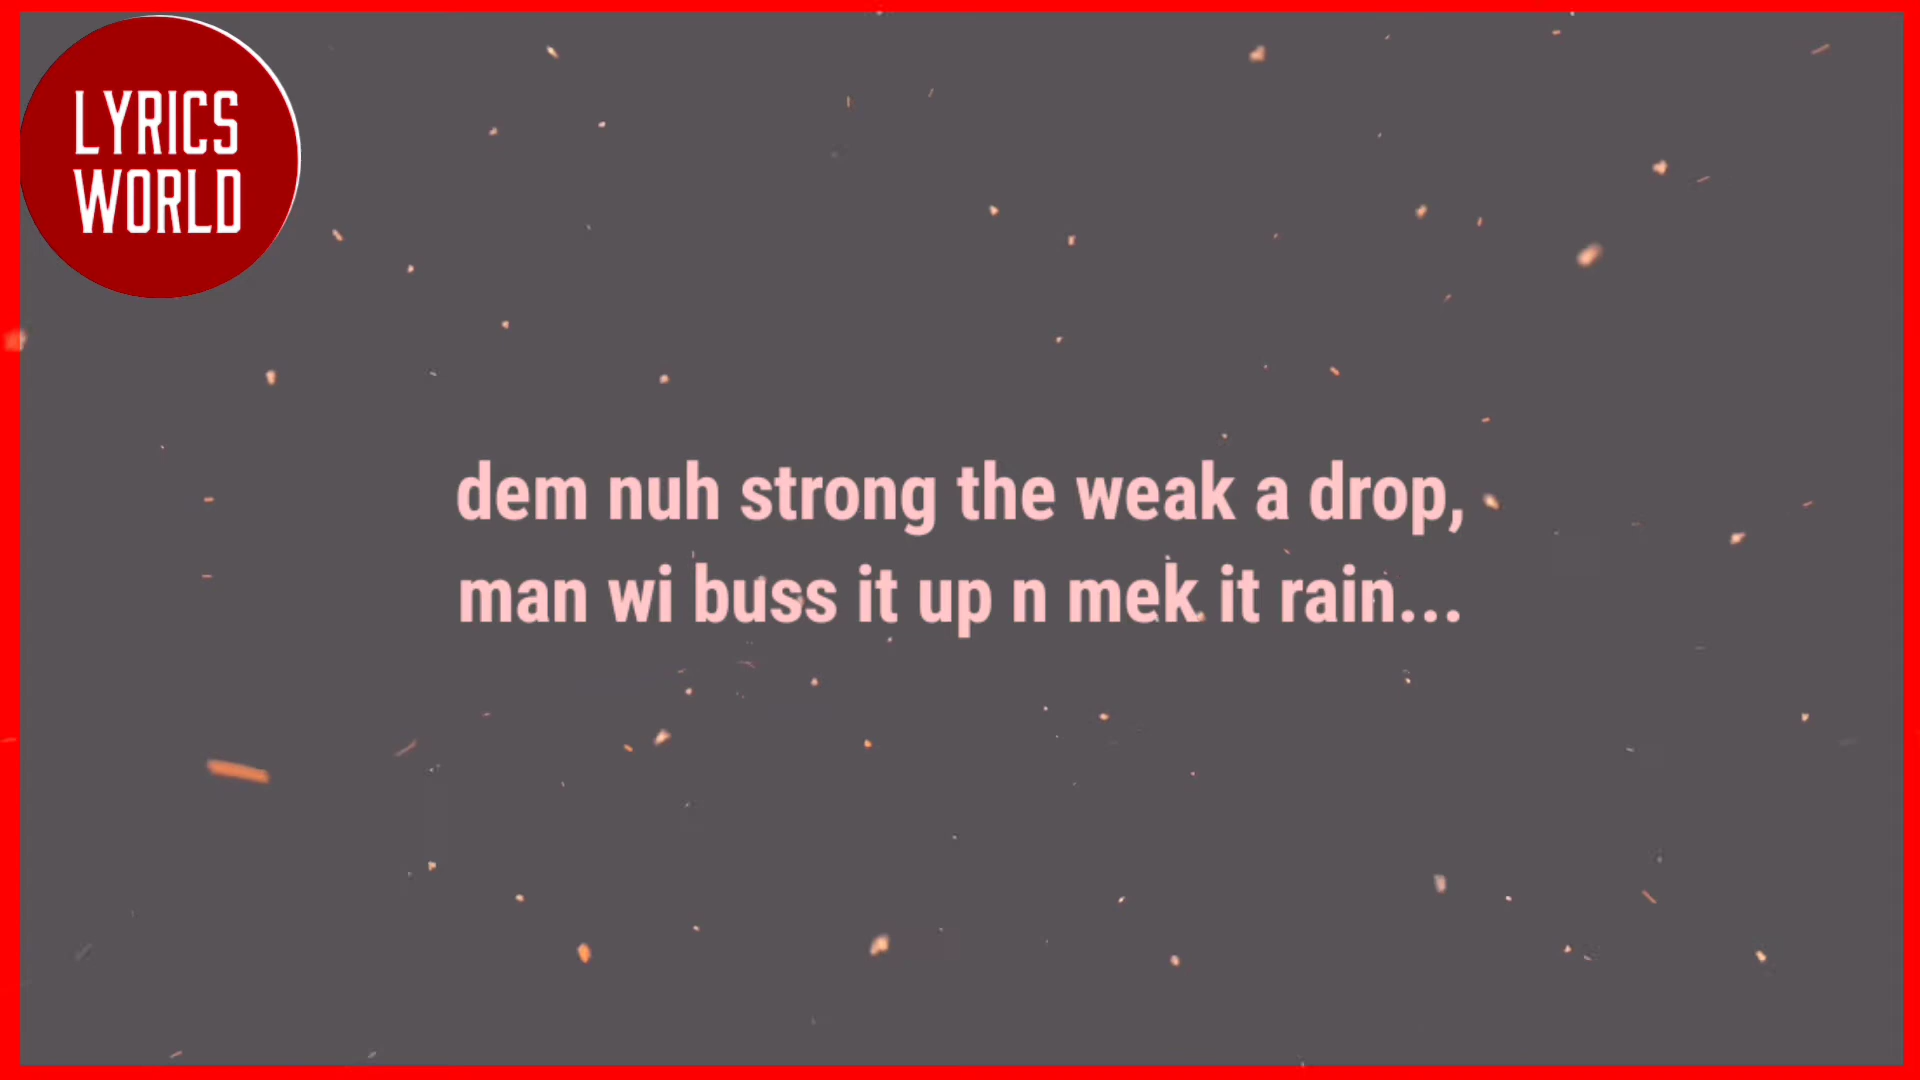 LYRICS
WORLD
dem nuh strong the weak a drop,
man wi buss it up n mek it rain...